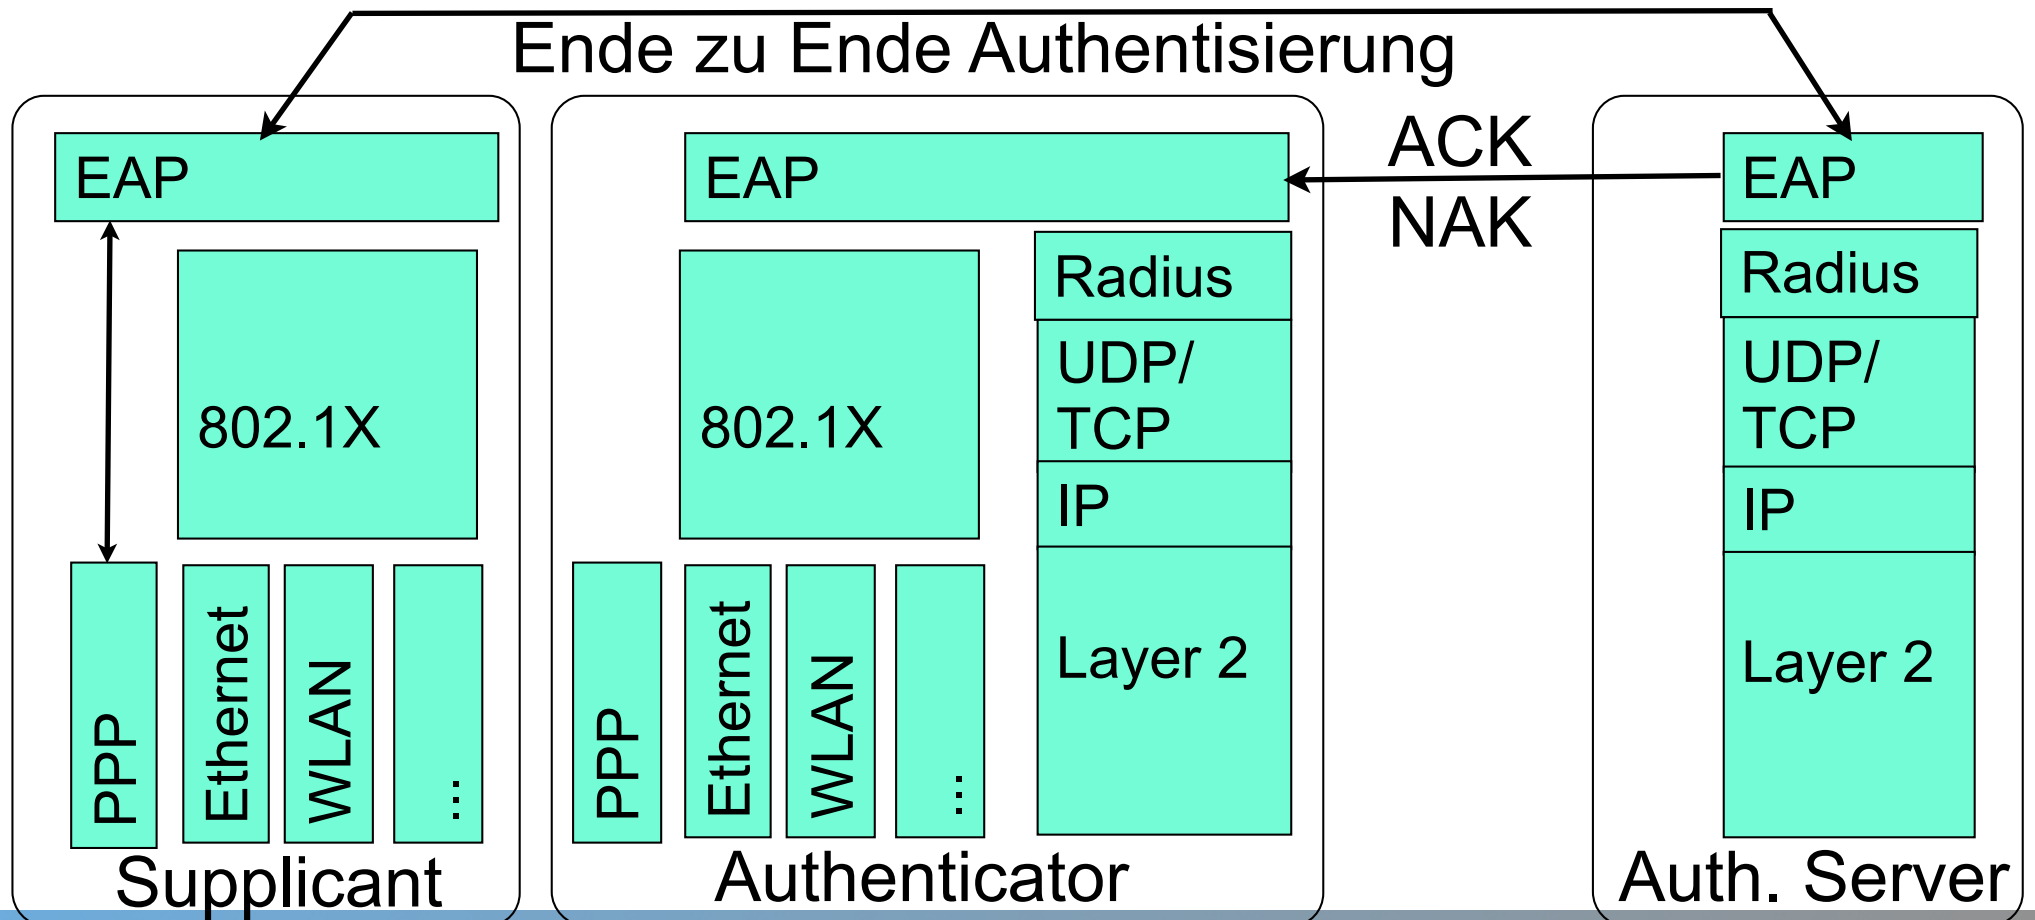 Ende zu Ende Authentisierung
EAP
802.1X
PPP
Ethernet
WLAN
...
Supplicant
EAP
802.1X
Radius
UDP/
TCP
IP
Layer 2
PPP
Ethernet
WLAN
...
Authenticator
ACK
NAK
EAP
Radius
UDP/
TCP
IP
Layer 2
Auth. Server